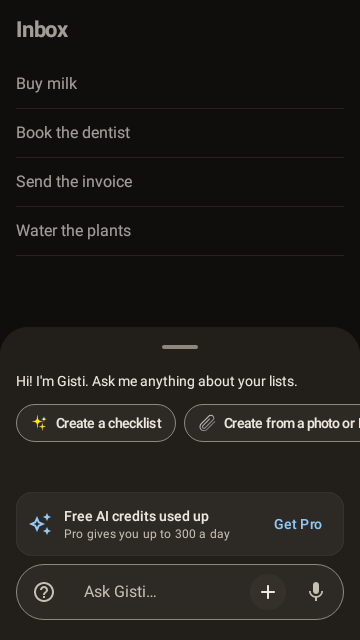 Inbox
Buy milk
Book the dentist
Send the invoice
Water the plants
Hi! I'm Gisti. Ask me anything about your lists.
Create a checklist
Create from a photo or
Free AI credits used up
Pro gives you up to 300 a day
Get Pro
Ask Gisti...